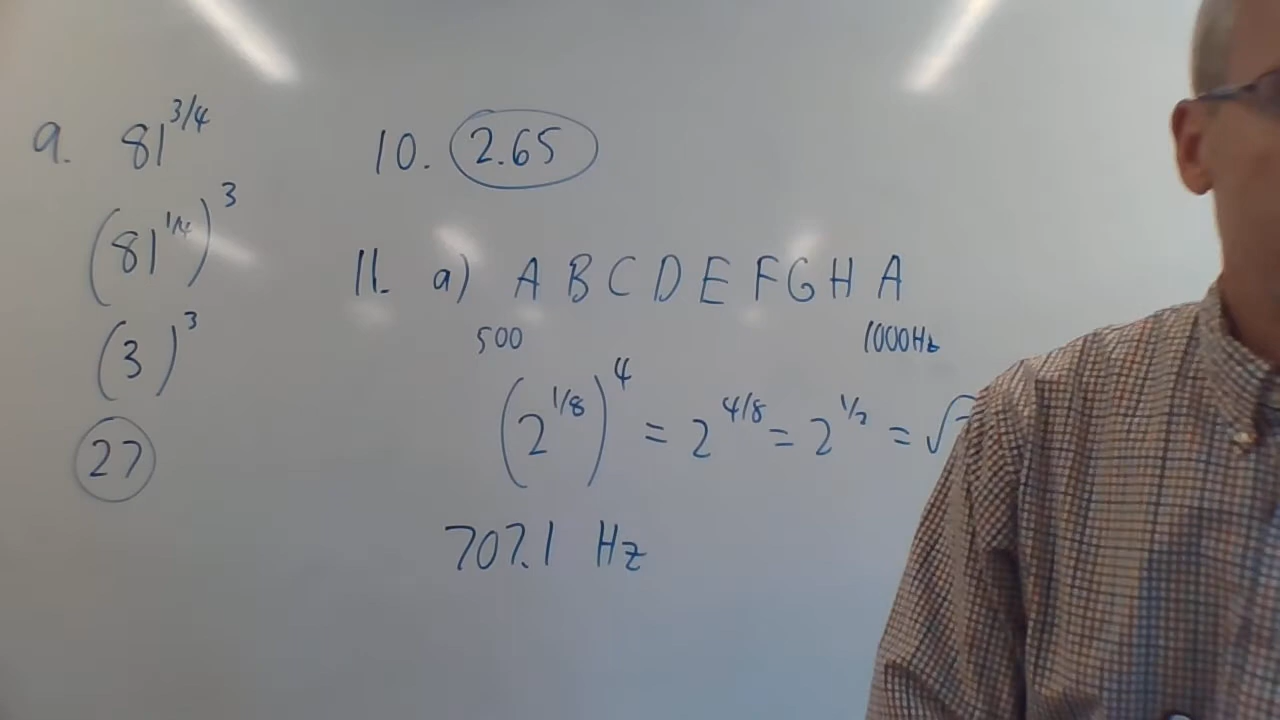 9. 81^3/4
(81^1/4)^3
(3)^3
27
10. 2.65
11. a) A B C D E F G H A
500 1000Hz
(2^1/8)^4 = 2^4/8 = 2^1/2 = √
707.1 Hz